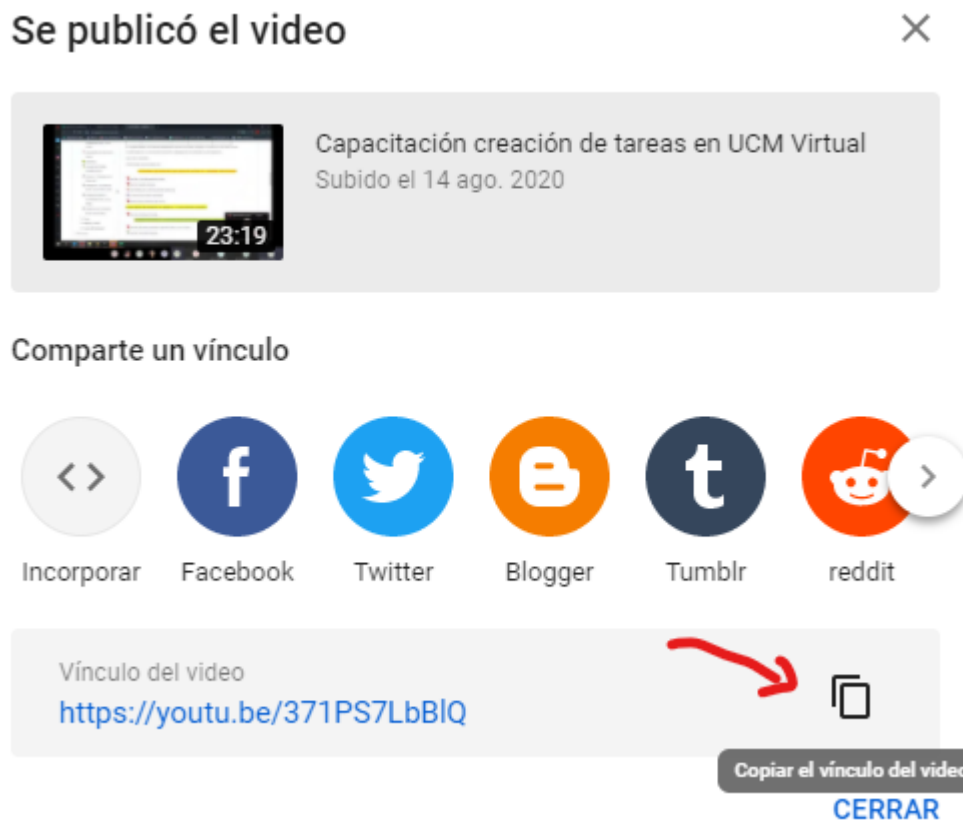 Se publicó el video
Capacitación creación de tareas en UCM Virtual
Subido el 14 ago. 2020
23:19
Comparte un vínculo
Incorporar
Facebook
Twitter
Blogger
Tumblr
reddit
Vínculo del video
https://youtu.be/371PS7LbBlQ
Copiar el vínculo del video
CERRAR